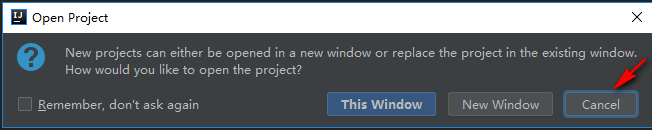 IJ Open Project
New projects can either be opened in a new window or replace the project in the existing window.
How would you like to open the project?
Remember, don't ask again
This Window
New Window
Cancel